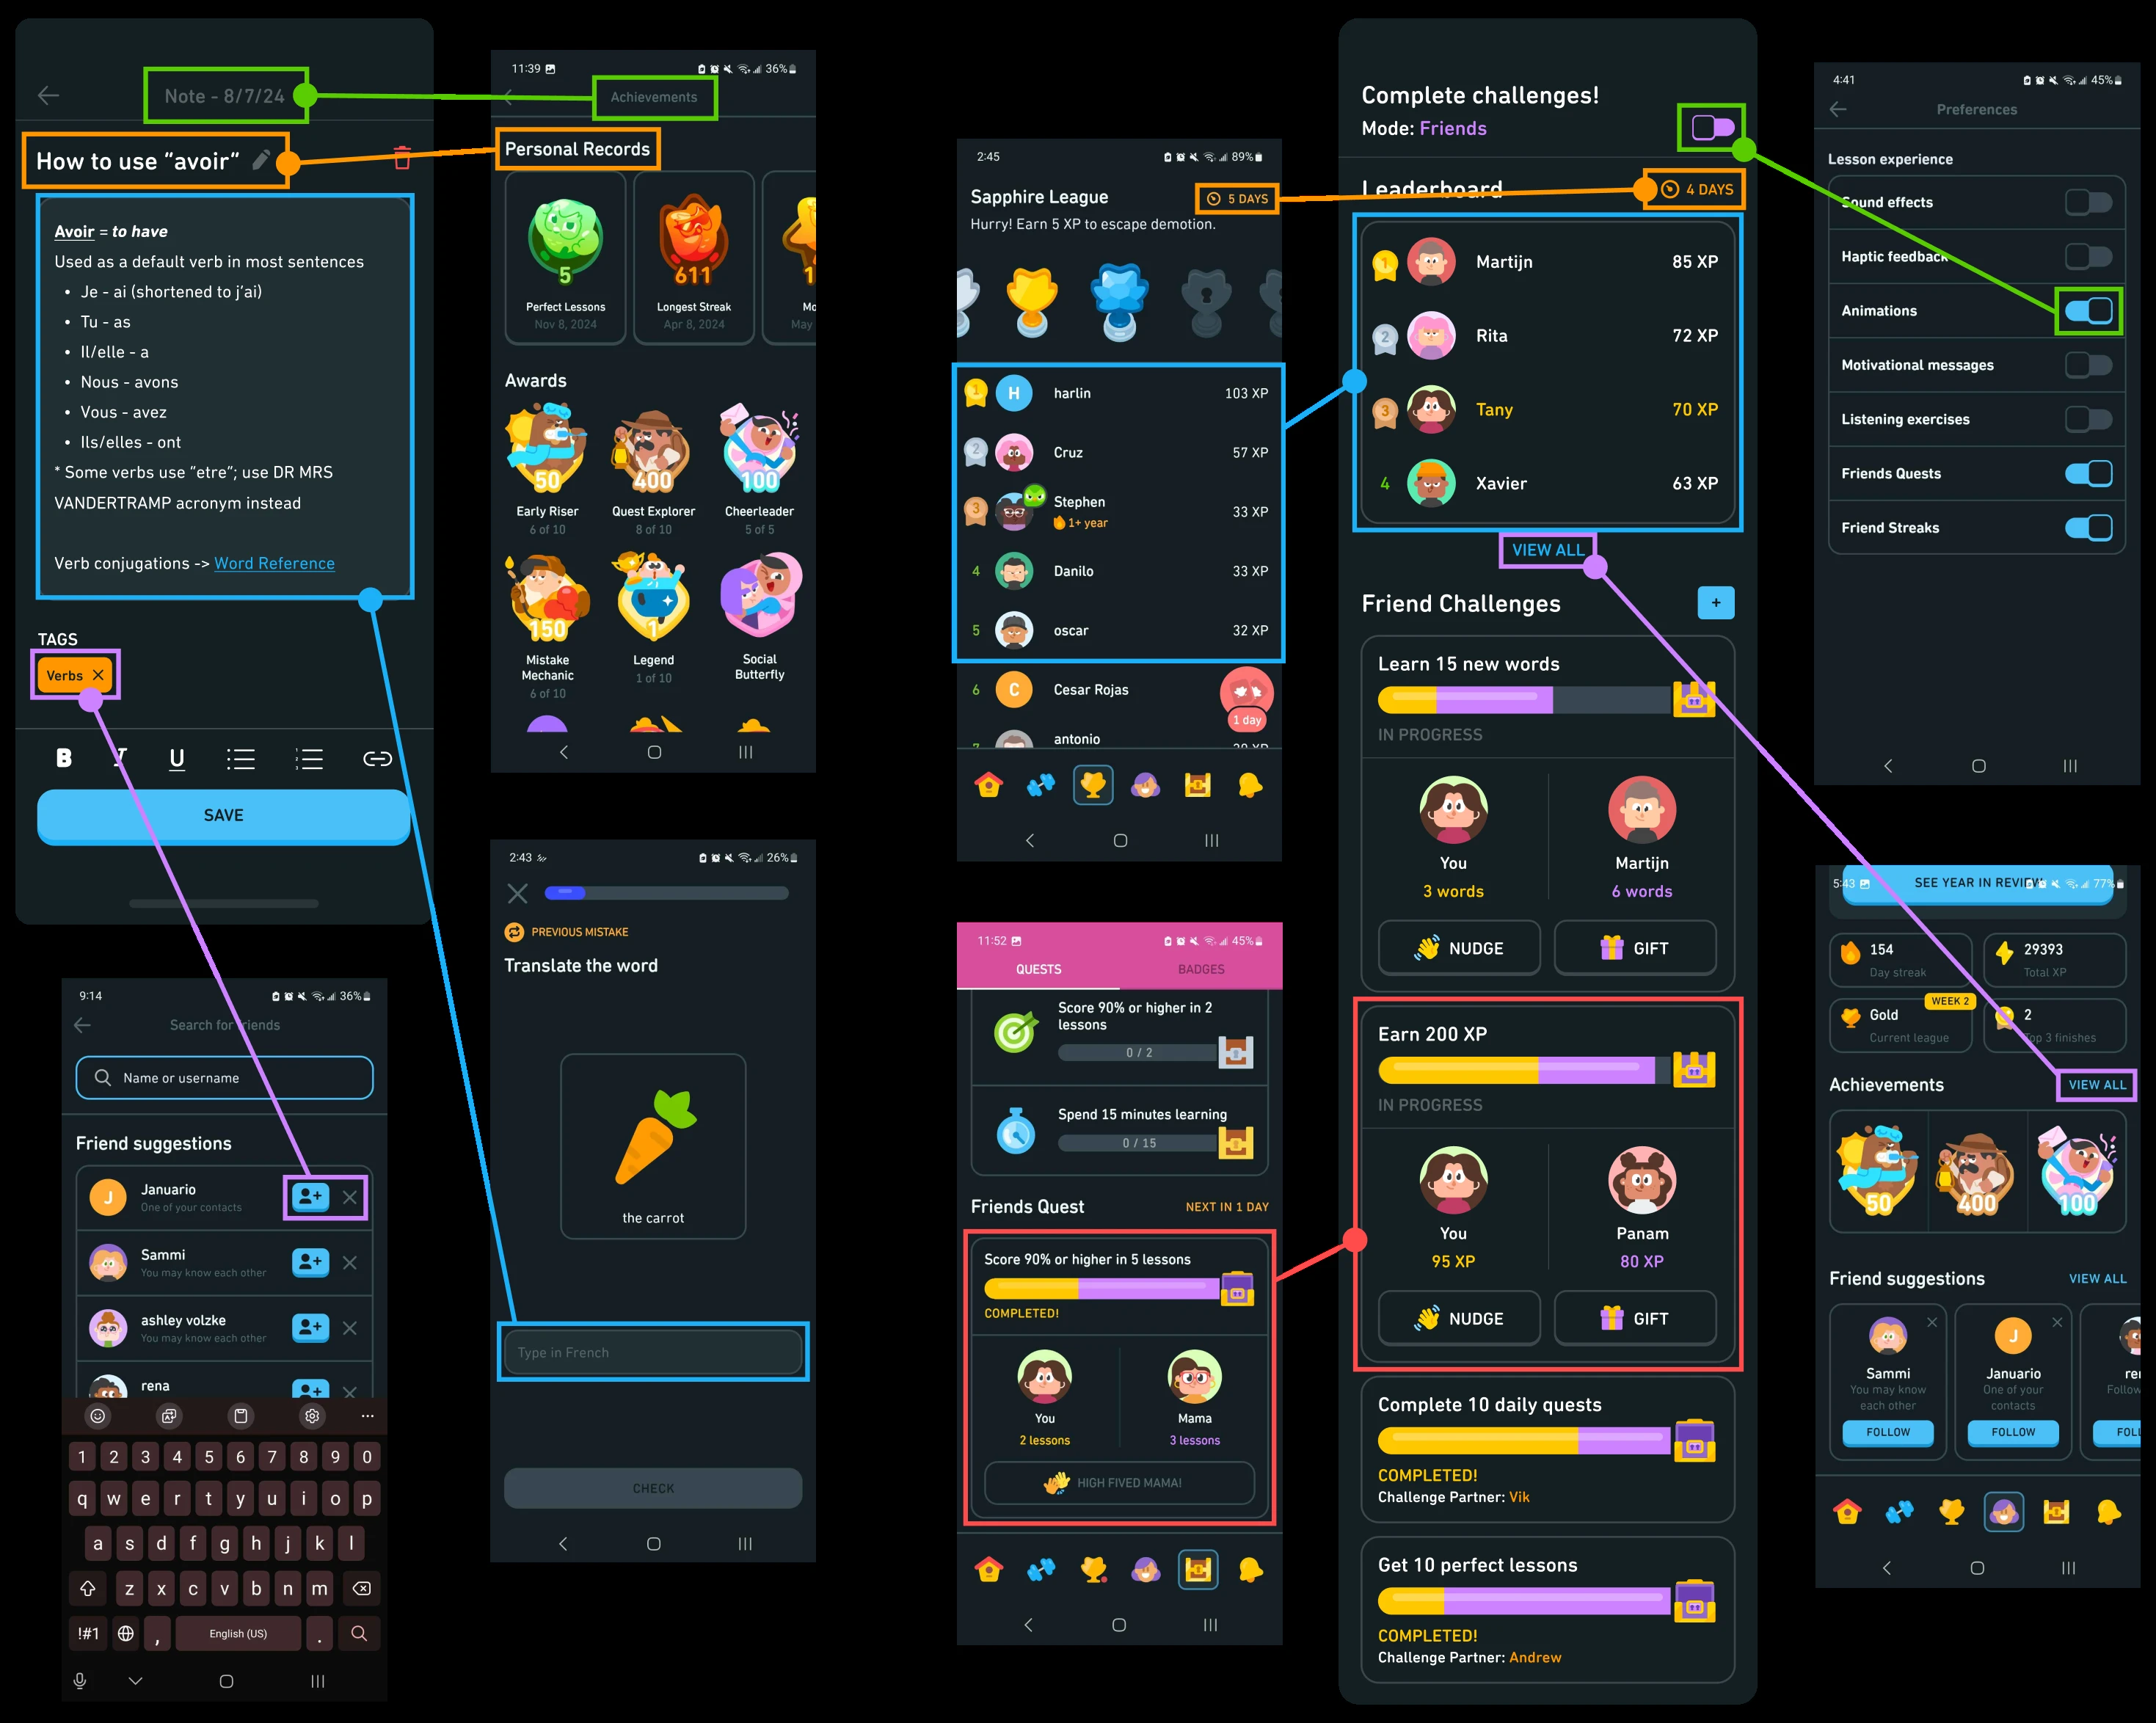 Note - 8/7/24
How to use "avoir"
Avoir = to have
Used as a default verb in most sentences
• Je - ai (shortened to j'ai)
• Tu - as
• Il/elle - a
• Nous - avons
• Vous - avez
• Ils/elles - ont
* Some verbs use "etre"; use DR MRS
VANDERTRAMP acronym instead
Verb conjugations -> Word Reference
TAGS
Verbs
B I U
SAVE
9:14
36%
Search for friends
Name or username
Friend suggestions
J
Januario
One of your contacts
Sammi
You may know each other
ashley volzke
You may know each other
rena
1 2 3 4 5 6 7 8 9 0
q w e r t y u i o p
a s d f g h j k l
z x c v b n m
!#1 , English (US) .
11:39
36%
Achievements
Personal Records
5
611
1
Perfect Lessons
Nov 8, 2024
Longest Streak
Apr 8, 2024
Mo
May
Awards
50
400
100
Early Riser
6 of 10
Quest Explorer
8 of 10
Cheerleader
5 of 5
150
1
Mistake
Mechanic
6 of 10
Legend
1 of 10
Social
Butterfly
2:43
26%
PREVIOUS MISTAKE
Translate the word
the carrot
Type in French
CHECK
2:45
89%
Sapphire League
5 DAYS
Hurry! Earn 5 XP to escape demotion.
1 H harlin 103 XP
2 Cruz 57 XP
3 Stephen 33 XP
1+ year
4 Danilo 33 XP
5 oscar 32 XP
6 C Cesar Rojas
1 day
antonio
11:52
45%
QUESTS
BADGES
Score 90% or higher in 2
lessons
0 / 2
Spend 15 minutes learning
0 / 15
Friends Quest
NEXT IN 1 DAY
Score 90% or higher in 5 lessons
COMPLETED!
You
2 lessons
Mama
3 lessons
HIGH FIVED MAMA!
Complete challenges!
Mode: Friends
Leaderboard
4 DAYS
1 Martijn 85 XP
2 Rita 72 XP
3 Tany 70 XP
4 Xavier 63 XP
VIEW ALL
Friend Challenges
+
Learn 15 new words
IN PROGRESS
You
3 words
Martijn
6 words
NUDGE
GIFT
Earn 200 XP
IN PROGRESS
You
95 XP
Panam
80 XP
NUDGE
GIFT
Complete 10 daily quests
COMPLETED!
Challenge Partner: Vik
Get 10 perfect lessons
COMPLETED!
Challenge Partner: Andrew
4:41
45%
Preferences
Lesson experience
Sound effects
Haptic feedback
Animations
Motivational messages
Listening exercises
Friends Quests
Friend Streaks
5:43
77%
SEE YEAR IN REVIEW
154
Day streak
29393
Total XP
WEEK 2
Gold
Current league
2
Top 3 finishes
Achievements
VIEW ALL
50
400
100
Friend suggestions
VIEW ALL
Sammi
You may know
each other
FOLLOW
J
Januario
One of your
contacts
FOLLOW
Follow